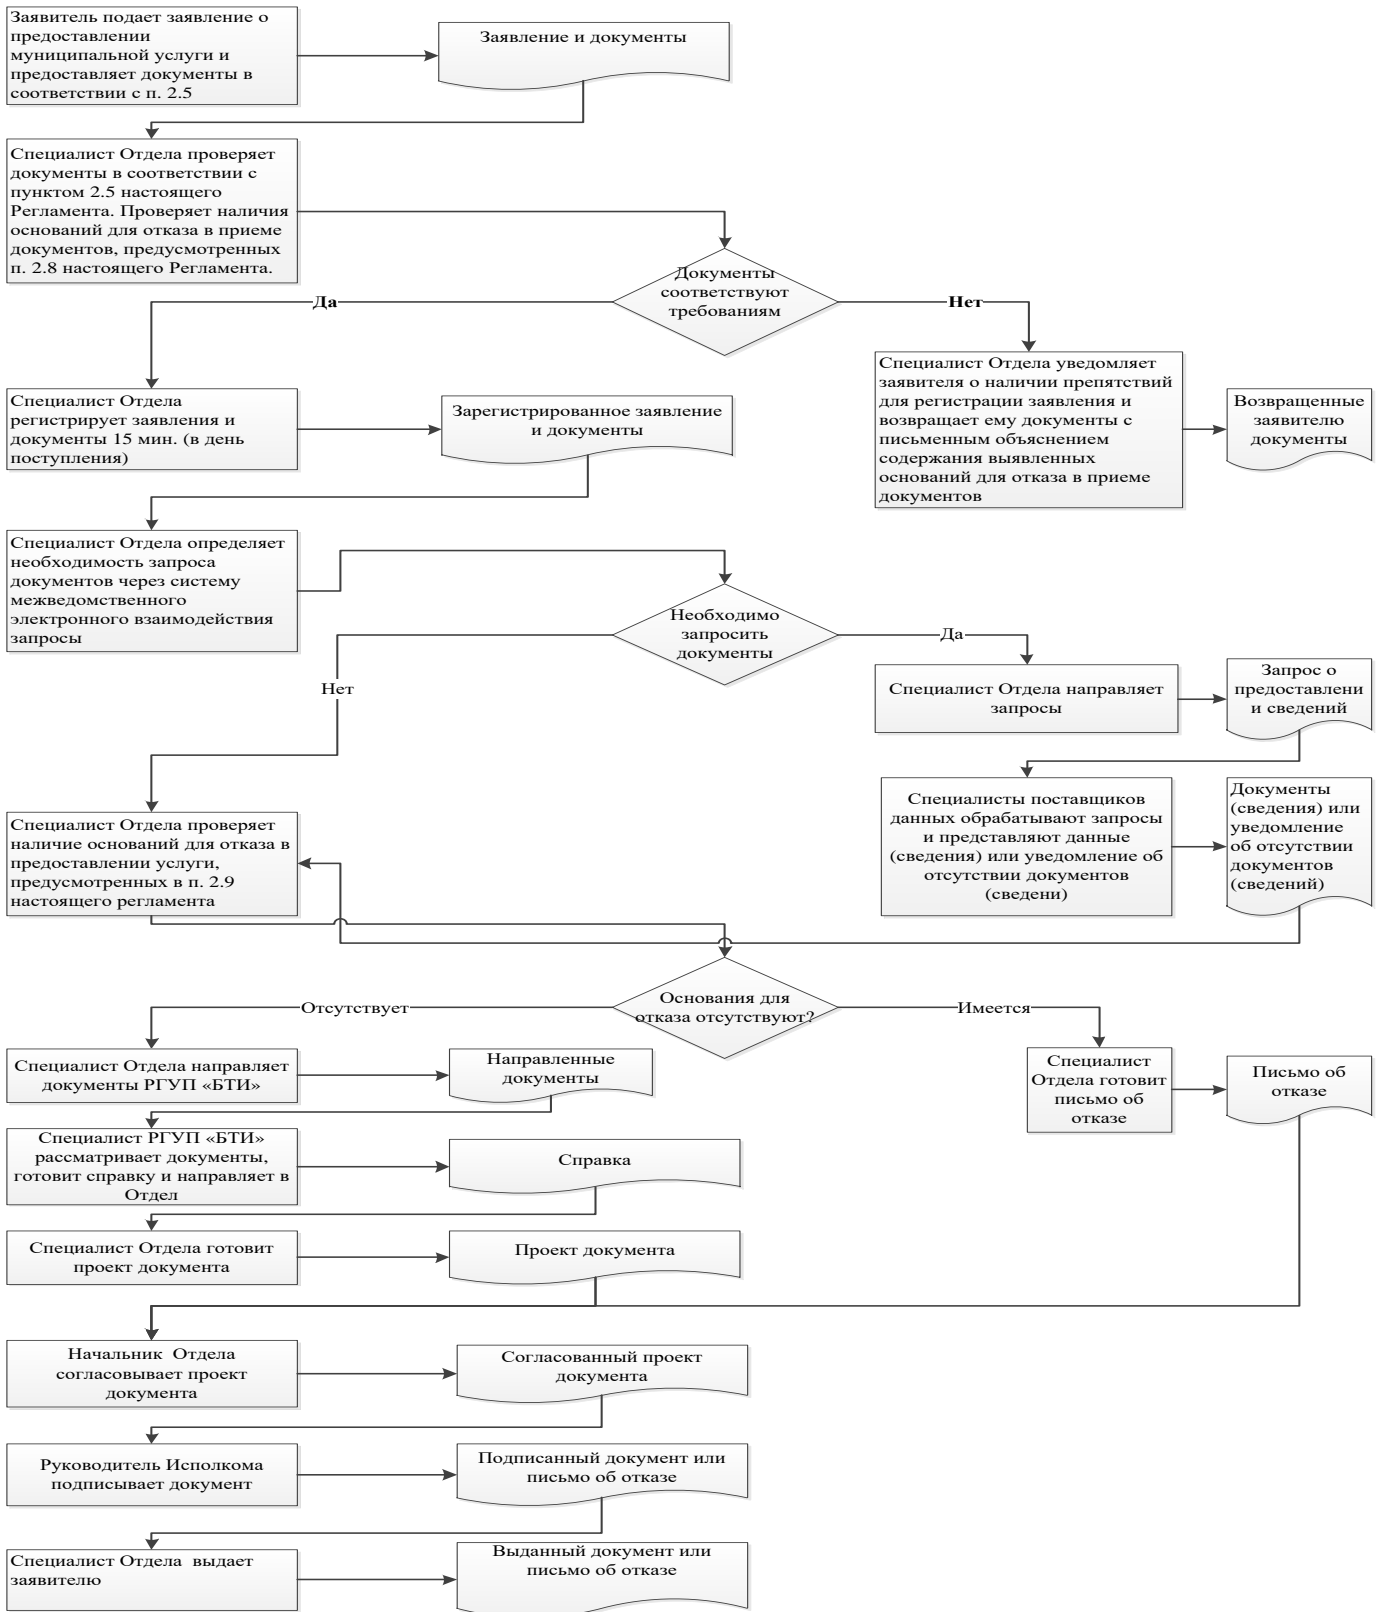 Заявитель подает заявление о
предоставлении
муниципальной услуги и
предоставляет документы в
соответствии с п. 2.5
Заявление и документы
Специалист Отдела проверяет
документы в соответствии с
пунктом 2.5 настоящего
Регламента. Проверяет наличия
оснований для отказа в приеме
документов, предусмотренных
п. 2.8 настоящего Регламента.
Документы
соответствуют
требованиям
Да
Нет
Специалист Отдела
регистрирует заявления и
документы 15 мин. (в день
поступления)
Зарегистрированное заявление
и документы
Специалист Отдела уведомляет
заявителя о наличии препятствий
для регистрации заявления и
возвращает ему документы с
письменным объяснением
содержания выявленных
оснований для отказа в приеме
документов
Возвращенные
заявителю
документы
Специалист Отдела определяет
необходимость запроса
документов через систему
межведомственного
электронного взаимодействия
запросы
Необходимо
запросить
документы
Да
Нет
Специалист Отдела направляет
запросы
Запрос о
предоставлени
и сведений
Специалисты поставщиков
данных обрабатывают запросы
и представляют данные
(сведения) или уведомление об
отсутствии документов
(сведени)
Документы
(сведения) или
уведомление
об отсутствии
документов
(сведений)
Специалист Отдела проверяет
наличие оснований для отказа в
предоставлении услуги,
предусмотренных в п. 2.9
настоящего регламента
Основания для
отказа отсутствуют?
Отсутствует
Имеется
Специалист Отдела направляет
документы РГУП «БТИ»
Направленные
документы
Специалист
Отдела готовит
письмо об
отказе
Письмо об
отказе
Специалист РГУП «БТИ»
рассматривает документы,
готовит справку и направляет в
Отдел
Справка
Специалист Отдела готовит
проект документа
Проект документа
Начальник Отдела
согласовывает проект
документа
Согласованный проект
документа
Руководитель Исполкома
подписывает документ
Подписанный документ или
письмо об отказе
Специалист Отдела выдает
заявителю
Выданный документ или
письмо об отказе